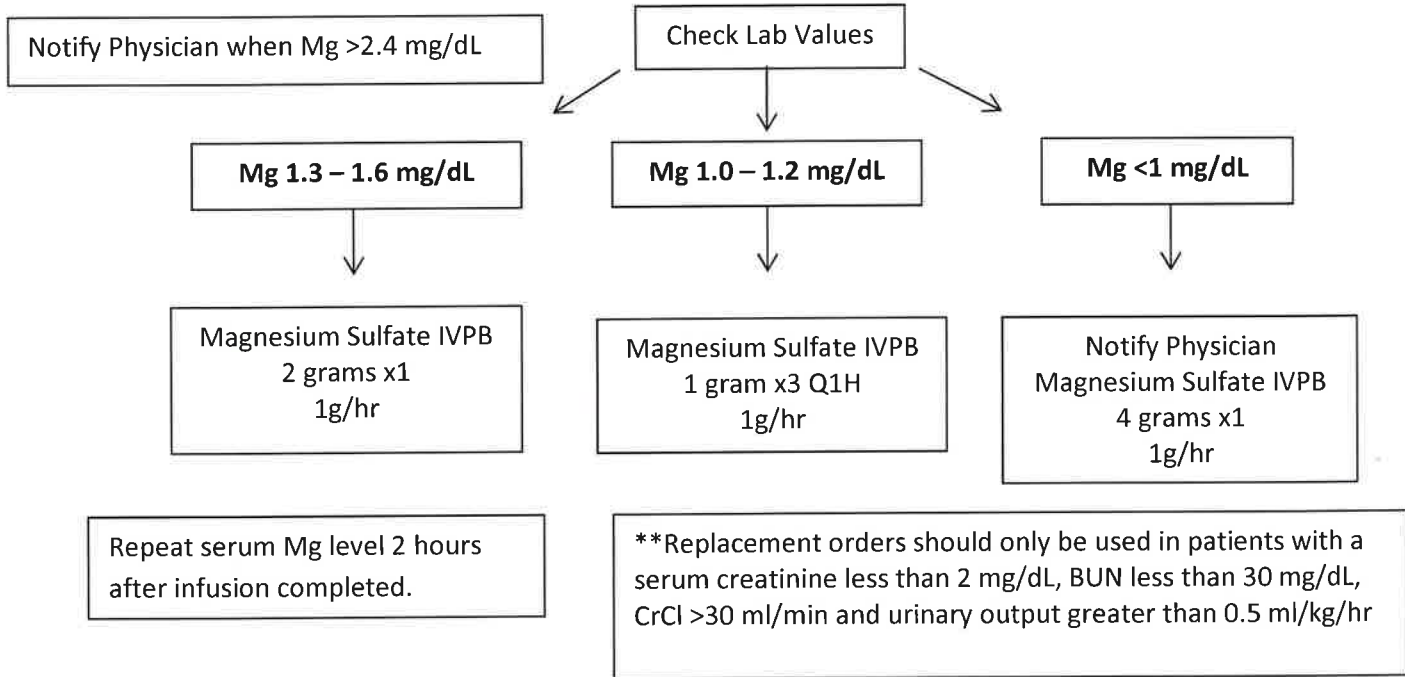 Notify Physician when Mg >2.4 mg/dL
Check Lab Values
Mg 1.3 – 1.6 mg/dL
Mg 1.0 – 1.2 mg/dL
Mg <1 mg/dL
Magnesium Sulfate IVPB
2 grams x1
1g/hr
Magnesium Sulfate IVPB
1 gram x3 Q1H
1g/hr
Notify Physician
Magnesium Sulfate IVPB
4 grams x1
1g/hr
Repeat serum Mg level 2 hours
after infusion completed.
**Replacement orders should only be used in patients with a
serum creatinine less than 2 mg/dL, BUN less than 30 mg/dL,
CrCl >30 ml/min and urinary output greater than 0.5 ml/kg/hr